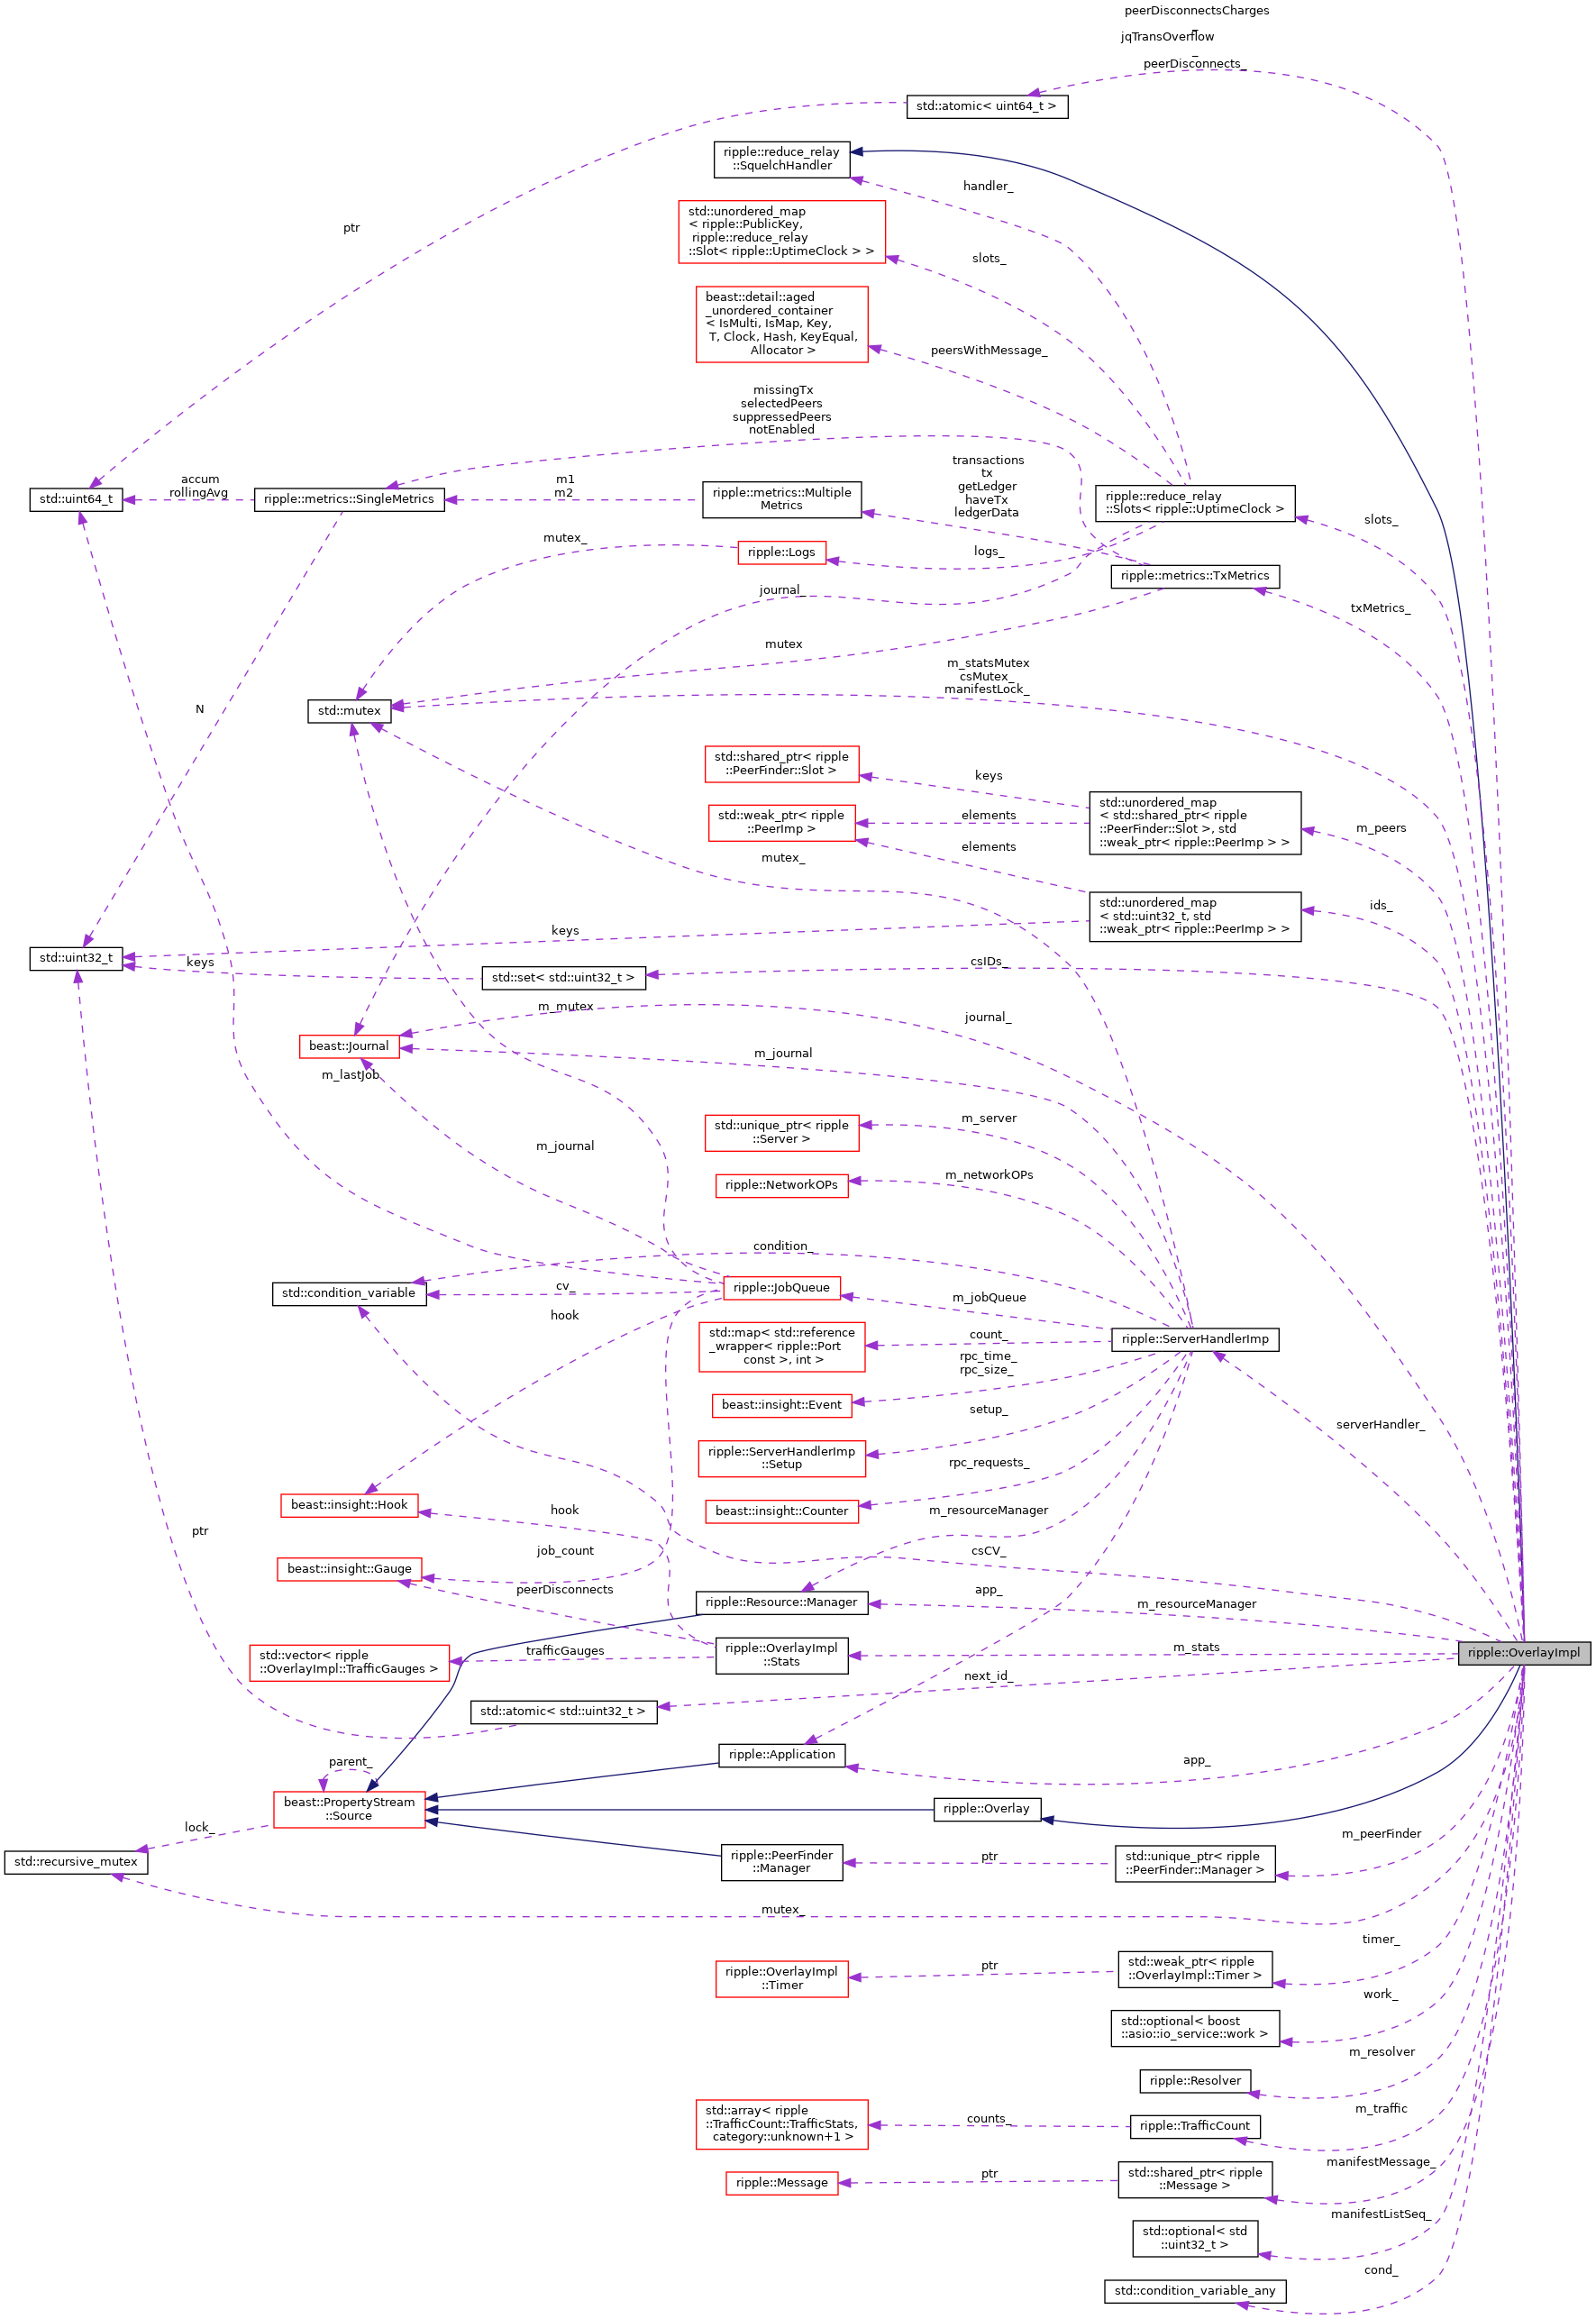 peerDisconnectsCharges
_
jqTransOverflow
_
peerDisconnects_
std::atomic< uint64_t >
ripple::reduce_relay
::SquelchHandler
handler_
std::unordered_map
< ripple::PublicKey,
ripple::reduce_relay
::Slot< ripple::UptimeClock > >
ptr
slots_
beast::detail::aged
_unordered_container
< IsMulti, IsMap, Key,
T, Clock, Hash, KeyEqual,
Allocator >
peersWithMessage_
missingTx
selectedPeers
suppressedPeers
notEnabled
transactions
tx
getLedger
haveTx
ledgerData
accum
rollingAvg
m1
m2
std::uint64_t
ripple::metrics::SingleMetrics
ripple::metrics::Multiple
Metrics
ripple::reduce_relay
::Slots< ripple::UptimeClock >
slots_
mutex_
ripple::Logs
logs_
ripple::metrics::TxMetrics
journal_
txMetrics_
mutex
m_statsMutex
csMutex_
manifestLock_
N
std::mutex
std::shared_ptr< ripple
::PeerFinder::Slot >
keys
std::unordered_map
< std::shared_ptr< ripple
::PeerFinder::Slot >, std
::weak_ptr< ripple::PeerImp > >
std::weak_ptr< ripple
::PeerImp >
elements
m_peers
elements
mutex_
std::unordered_map
< std::uint32_t, std
::weak_ptr< ripple::PeerImp > >
ids_
keys
std::uint32_t
keys
std::set< std::uint32_t >
csIDs_
m_mutex
journal_
beast::Journal
m_journal
m_lastJob
std::unique_ptr< ripple
::Server >
m_server
m_journal
ripple::NetworkOPs
m_networkOPs
condition_
std::condition_variable
cv_
ripple::JobQueue
m_jobQueue
hook
std::map< std::reference
_wrapper< ripple::Port
const >, int >
count_
ripple::ServerHandlerImp
rpc_time_
rpc_size_
beast::insight::Event
setup_
serverHandler_
ripple::ServerHandlerImp
::Setup
rpc_requests_
beast::insight::Hook
hook
beast::insight::Counter
m_resourceManager
ptr
job_count
csCV_
beast::insight::Gauge
peerDisconnects
app_
ripple::Resource::Manager
m_resourceManager
std::vector< ripple
::OverlayImpl::TrafficGauges >
trafficGauges
ripple::OverlayImpl
::Stats
m_stats
ripple::OverlayImpl
next_id_
std::atomic< std::uint32_t >
parent_
ripple::Application
app_
beast::PropertyStream
::Source
ripple::Overlay
lock_
m_peerFinder
std::recursive_mutex
ripple::PeerFinder
::Manager
ptr
std::unique_ptr< ripple
::PeerFinder::Manager >
mutex_
timer_
ripple::OverlayImpl
::Timer
ptr
std::weak_ptr< ripple
::OverlayImpl::Timer >
work_
std::optional< boost
::asio::io_service::work >
m_resolver
ripple::Resolver
std::array< ripple
::TrafficCount::TrafficStats,
category::unknown+1 >
counts_
ripple::TrafficCount
m_traffic
ripple::Message
ptr
std::shared_ptr< ripple
::Message >
manifestMessage_
manifestListSeq_
std::optional< std
::uint32_t >
cond_
std::condition_variable_any